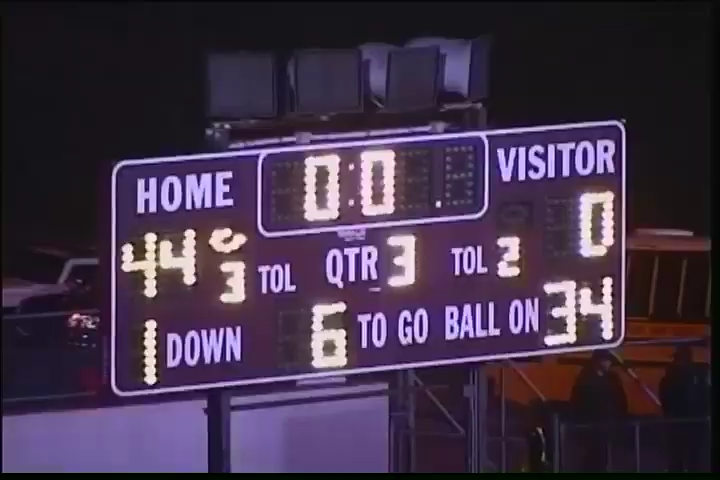 HOME 0:0 . VISITOR
44 3 TOL QTR 3 TOL 2 0
1 DOWN 6 TO GO BALL ON 34